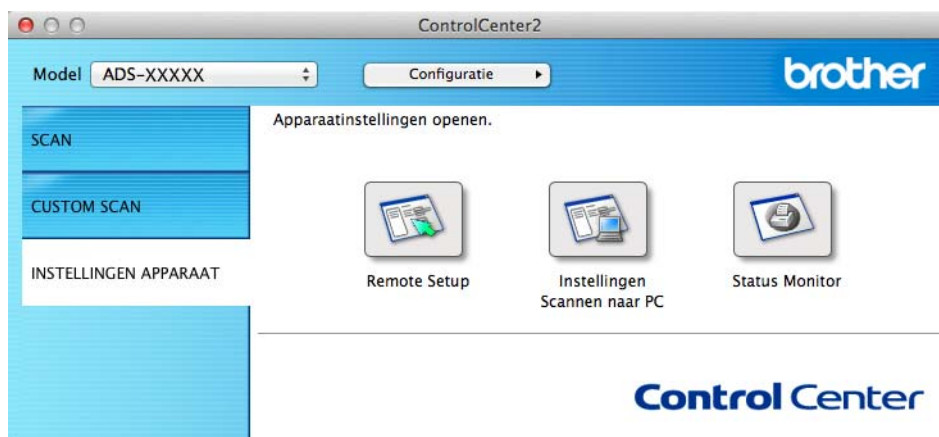 ControlCenter2
Model ADS-XXXXX Configuratie brother
SCAN
CUSTOM SCAN
INSTELLINGEN APPARAAT
Apparaatinstellingen openen.
Remote Setup
Instellingen
Scannen naar PC
Status Monitor
Control Center